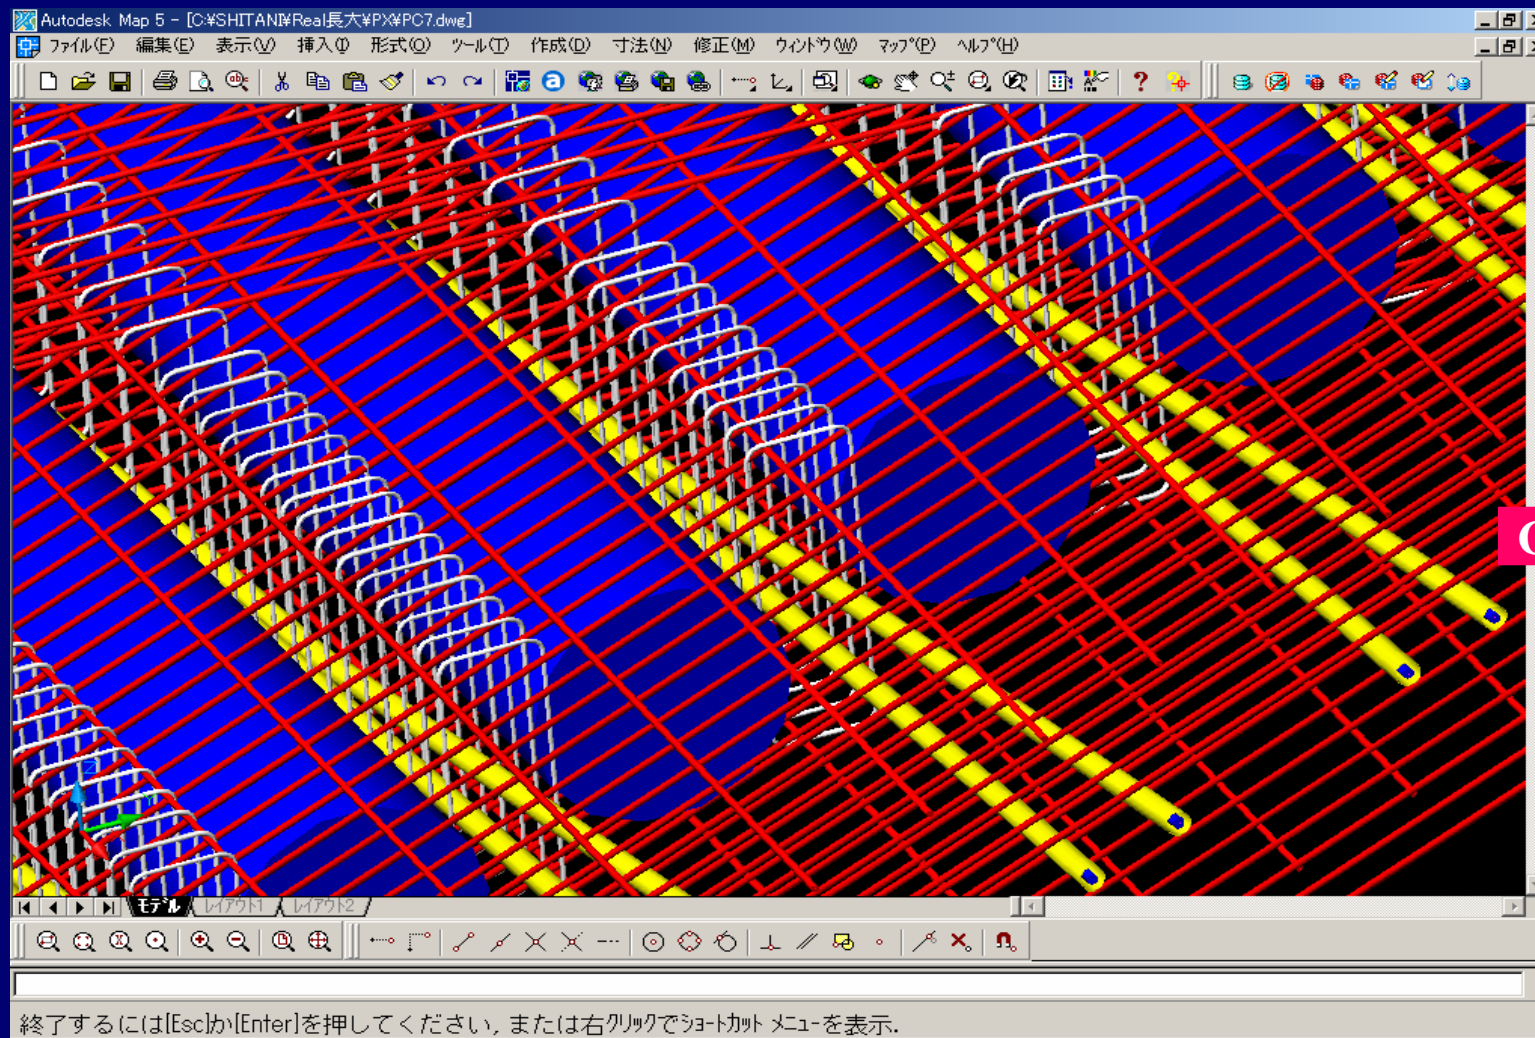 Autodesk Map 5 - [C:¥SHITANI¥Real長大¥PX¥PC7.dwg]
ファイル(F) 編集(E) 表示(V) 挿入(I) 形式(O) ツール(T) 作成(D) 寸法(N) 修正(M) ウィンドウ(W) マップ(P) ヘルプ(H)
モデル レイアウト1 レイアウト2
終了するには[Esc]か[Enter]を押してください, または右クリックでショートカット メニューを表示.